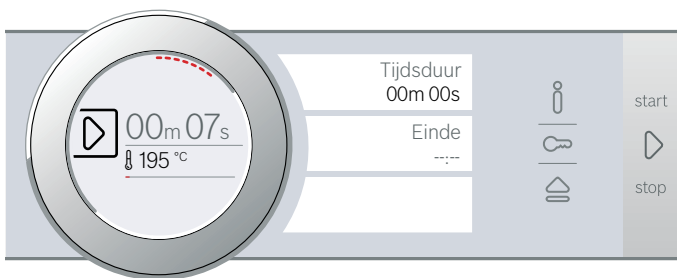 00m 07s
195 °C
Tijdsduur
00m 00s
Einde
--:--
start
stop